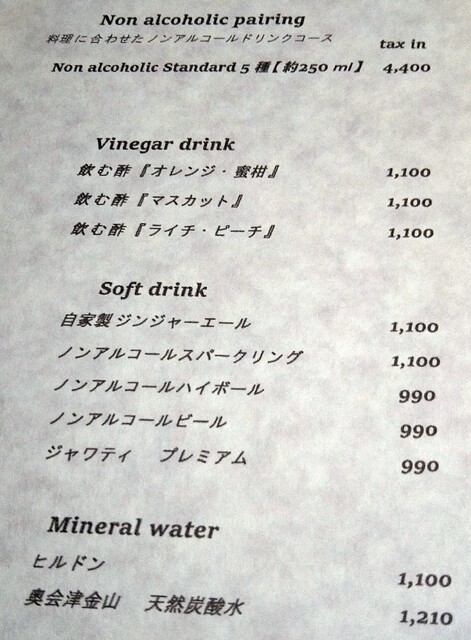 Non alcoholic pairing
料理に合わせたノンアルコールドリンクコース
tax in
Non alcoholic Standard 5 種【約250 ㎖】 4,400
Vinegar drink
飲む酢『オレンジ・蜜柑』 1,100
飲む酢『マスカット』 1,100
飲む酢『ライチ・ピーチ』 1,100
Soft drink
自家製ジンジャーエール 1,100
ノンアルコールスパークリング 1,100
ノンアルコールハイボール 990
ノンアルコールビール 990
ジャワティ プレミアム 990
Mineral water
ヒルドン 1,100
奥会津金山 天然炭酸水 1,210